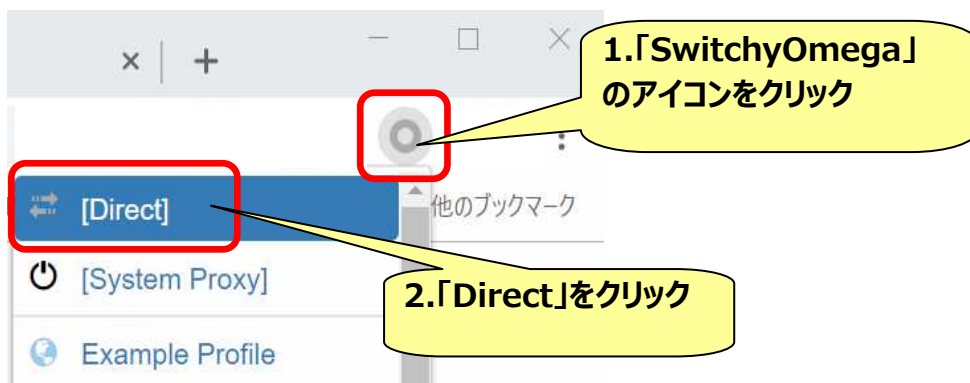 1.「SwitchyOmega」
のアイコンをクリック
[Direct]
他のブックマーク
[System Proxy]
2.「Direct」をクリック
Example Profile